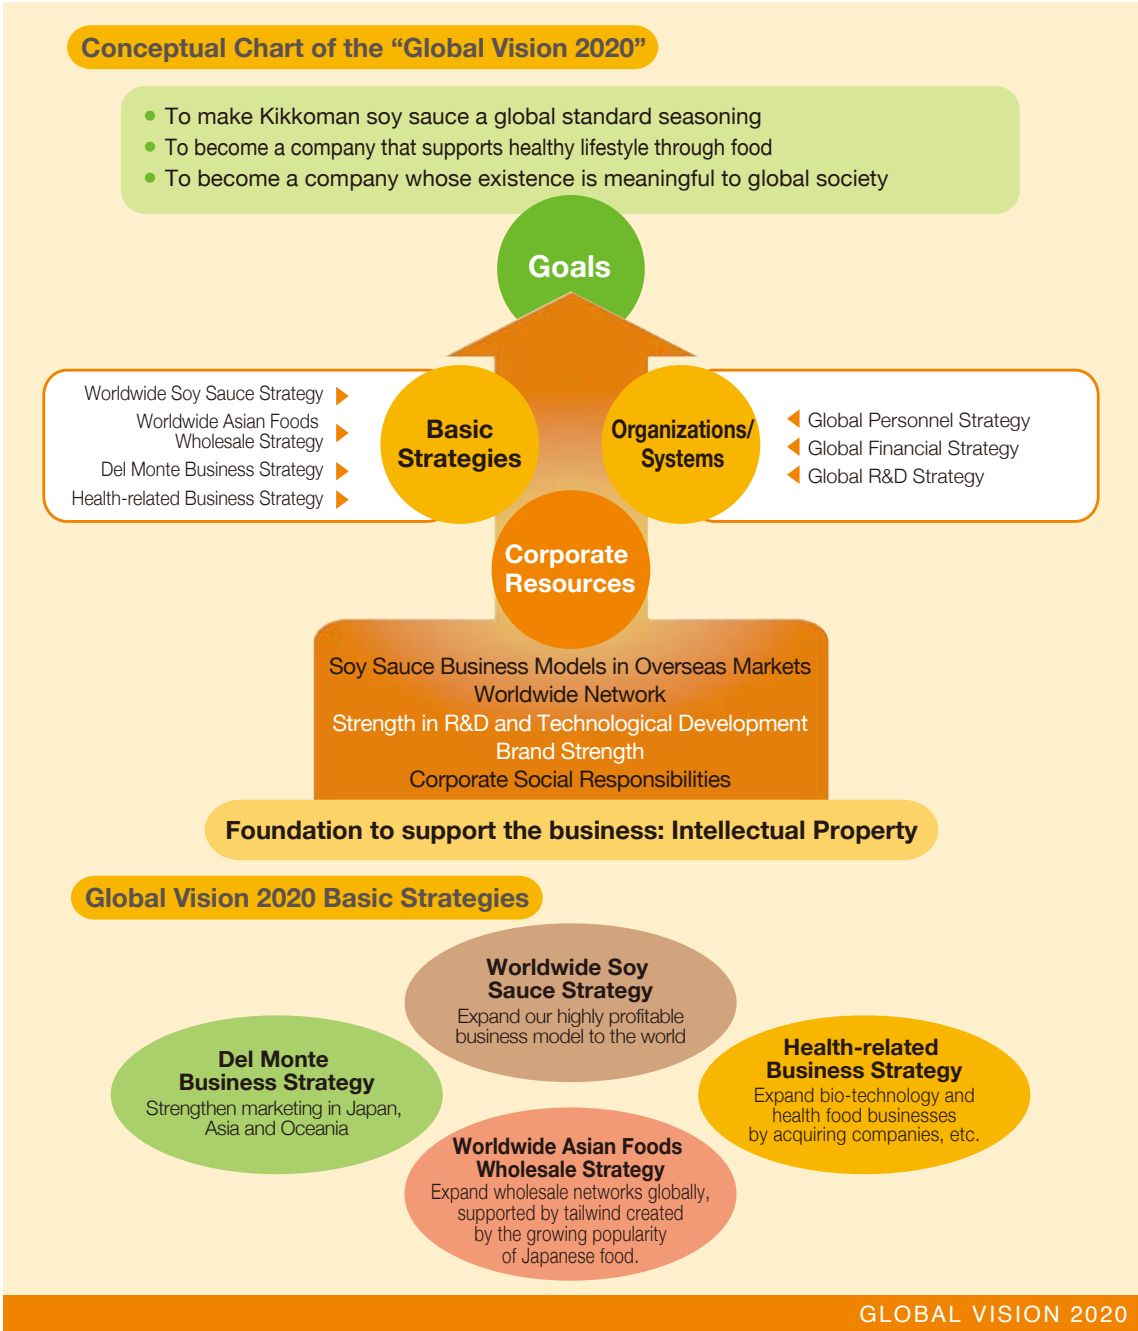 Conceptual Chart of the “Global Vision 2020”
● To make Kikkoman soy sauce a global standard seasoning
● To become a company that supports healthy lifestyle through food
● To become a company whose existence is meaningful to global society
Goals
Worldwide Soy Sauce Strategy
Worldwide Asian Foods
Wholesale Strategy
Del Monte Business Strategy
Health-related Business Strategy
Basic
Strategies
Organizations/
Systems
Global Personnel Strategy
Global Financial Strategy
Global R&D Strategy
Corporate
Resources
Soy Sauce Business Models in Overseas Markets
Worldwide Network
Strength in R&D and Technological Development
Brand Strength
Corporate Social Responsibilities
Foundation to support the business: Intellectual Property
Global Vision 2020 Basic Strategies
Worldwide Soy
Sauce Strategy
Expand our highly profitable
business model to the world
Del Monte
Business Strategy
Strengthen marketing in Japan,
Asia and Oceania
Health-related
Business Strategy
Expand bio-technology and
health food businesses
by acquiring companies, etc.
Worldwide Asian Foods
Wholesale Strategy
Expand wholesale networks globally,
supported by tailwind created
by the growing popularity
of Japanese food.
GLOBAL VISION 2020